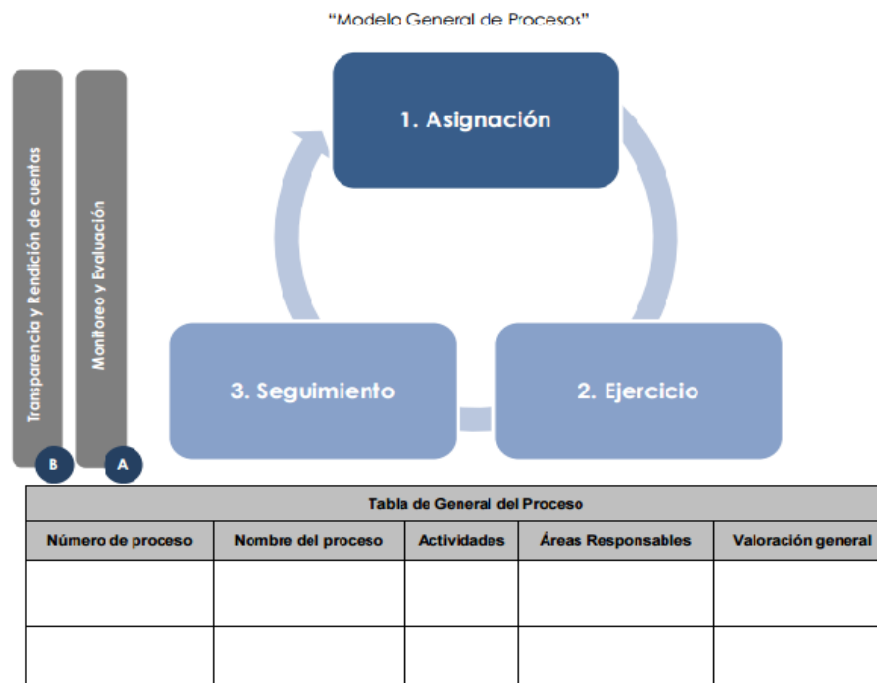 “Modelo General de Procesos”
1. Asignación
Transparencia y Rendición de cuentas
Monitoreo y Evaluación
3. Seguimiento
2. Ejercicio
B
A
Tabla de General del Proceso
Número de proceso
Nombre del proceso
Actividades
Áreas Responsables
Valoración general